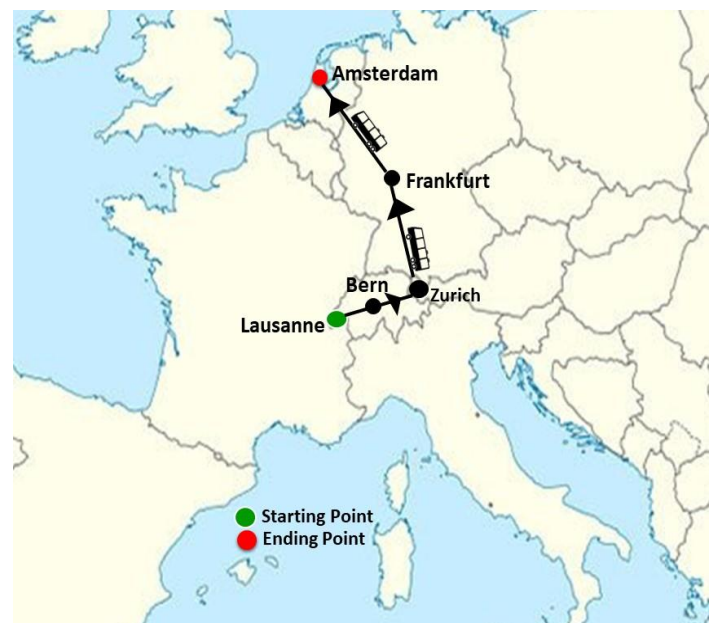 Amsterdam
Frankfurt
Bern
Zurich
Lausanne
Starting Point
Ending Point